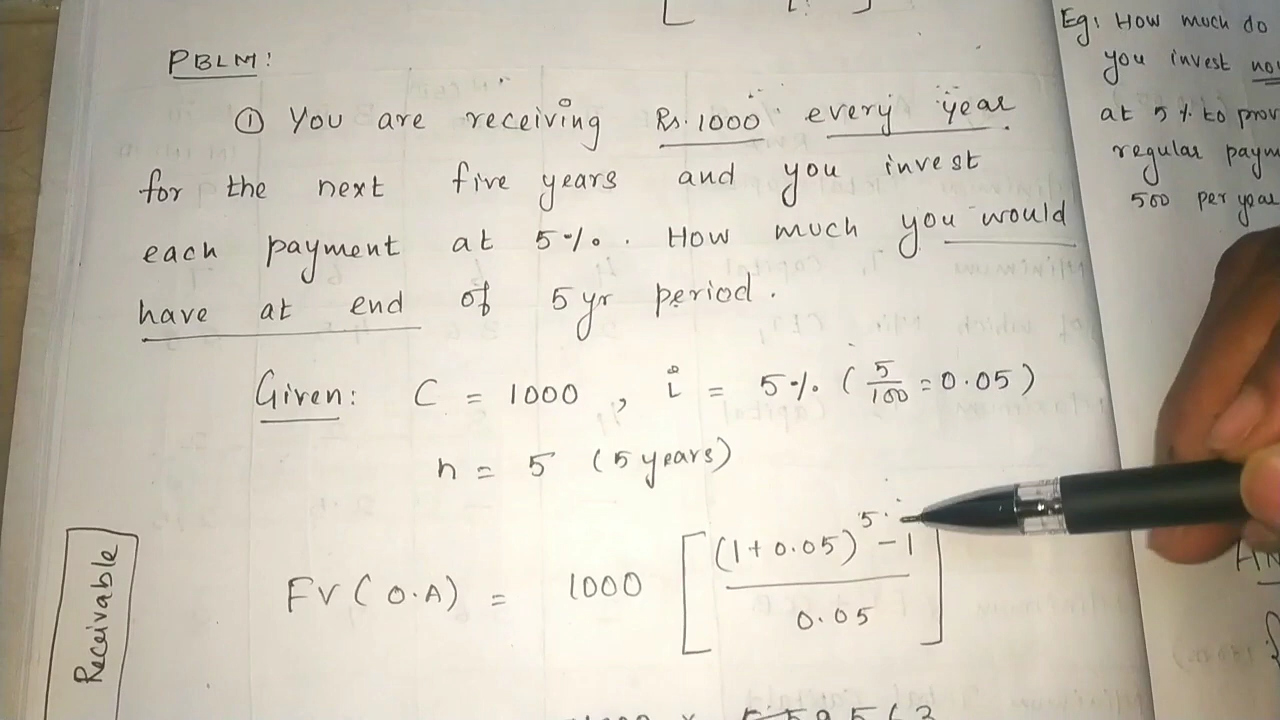 PBLM:
① You are receiving Rs. 1000 every year
for the next five years and you invest
each payment at 5%. How much you would
have at end of 5 yr period.
Given: C = 1000, i = 5% (5/100 = 0.05)
n = 5 (5 years)
FV (O.A) = 1000 [(1+0.05)^5 - 1 / 0.05]
Receivable
Eg: How much do
you invest
at 5% to
regular
500 per year